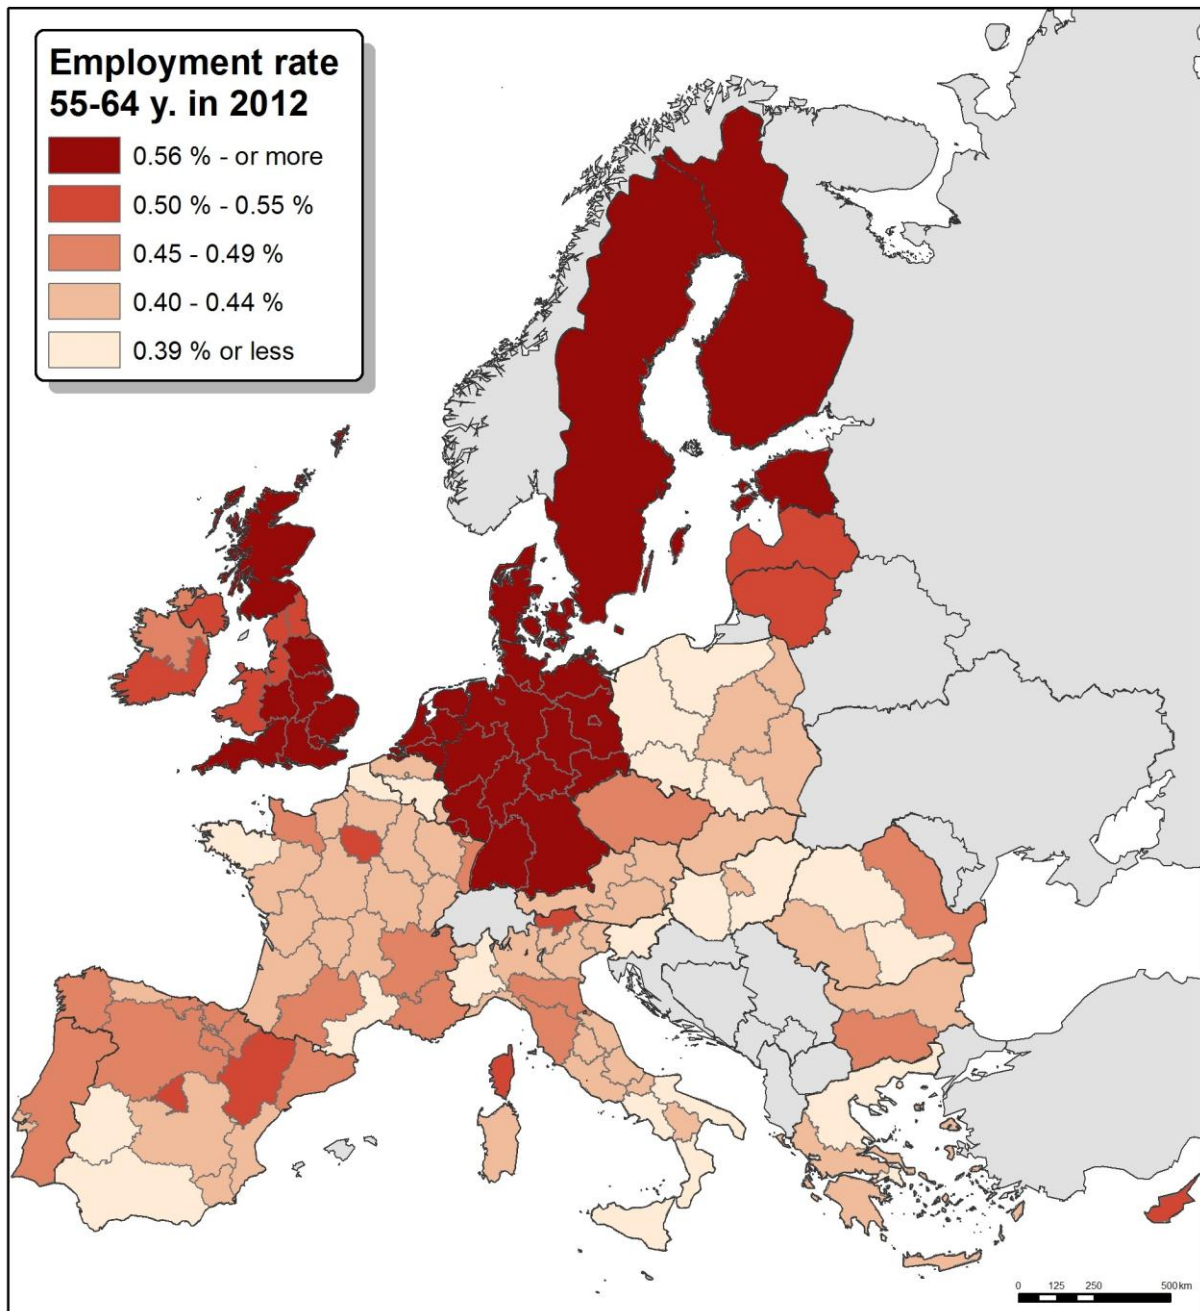 Employment rate
55-64 y. in 2012
0.56 % - or more
0.50 % - 0.55 %
0.45 - 0.49 %
0.40 - 0.44 %
0.39 % or less
0 125 250 500 km